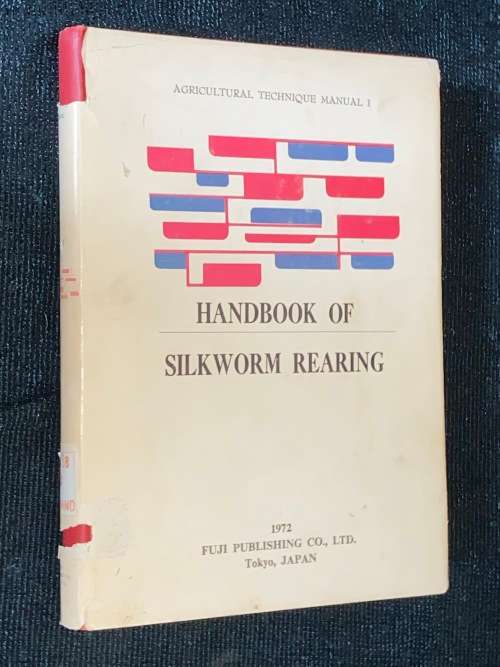 AGRICULTURAL TECHNIQUE MANUAL I
HANDBOOK OF
SILKWORM REARING
1972
FUJI PUBLISHING CO., LTD.
Tokyo, JAPAN